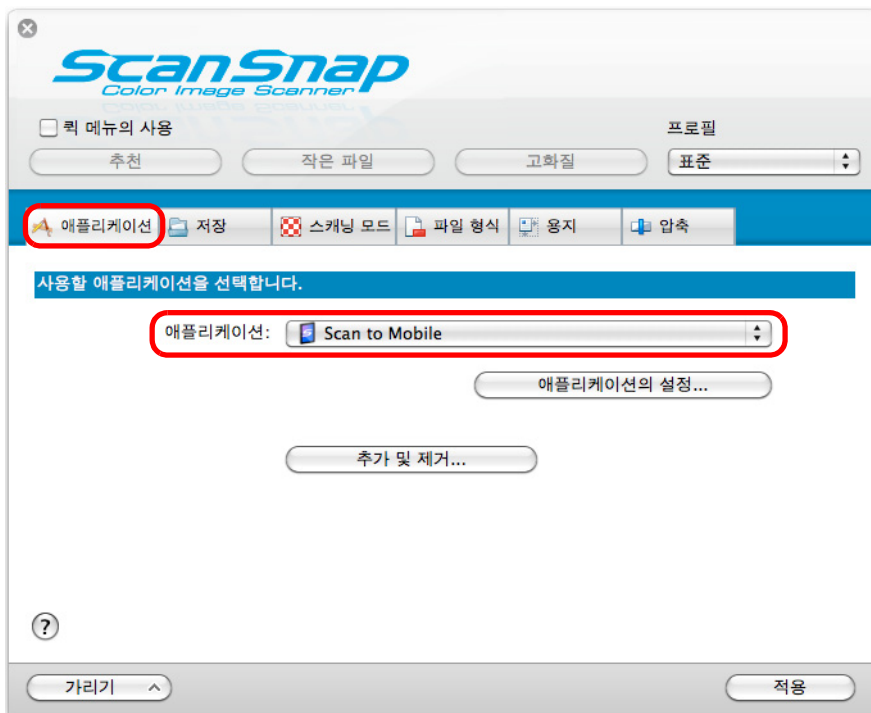 ScanSnap
Color Image Scanner
퀵 메뉴의 사용
프로필
추천
작은 파일
고화질
표준
애플리케이션
저장
스캐닝 모드
파일 형식
용지
압축
사용할 애플리케이션을 선택합니다.
애플리케이션: Scan to Mobile
애플리케이션의 설정...
추가 및 제거...
?
가리기
적용